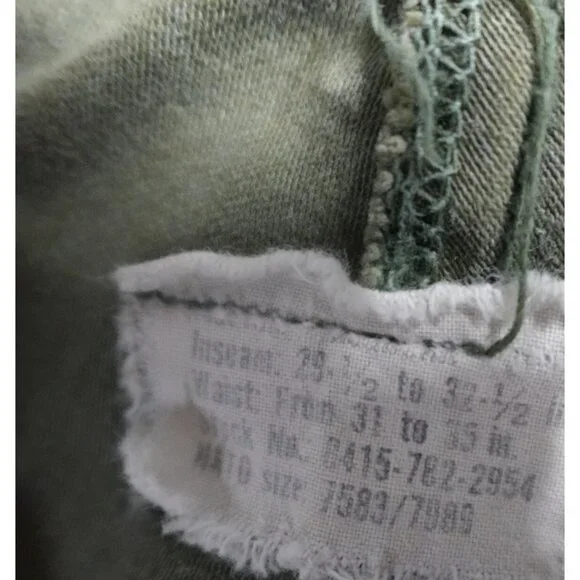 Inseam: 29-1/2 to 32-1/2 in
Waist: From 31 to 35 in.
Stock No.: 8415-782-2954
NATO size 7583/7989